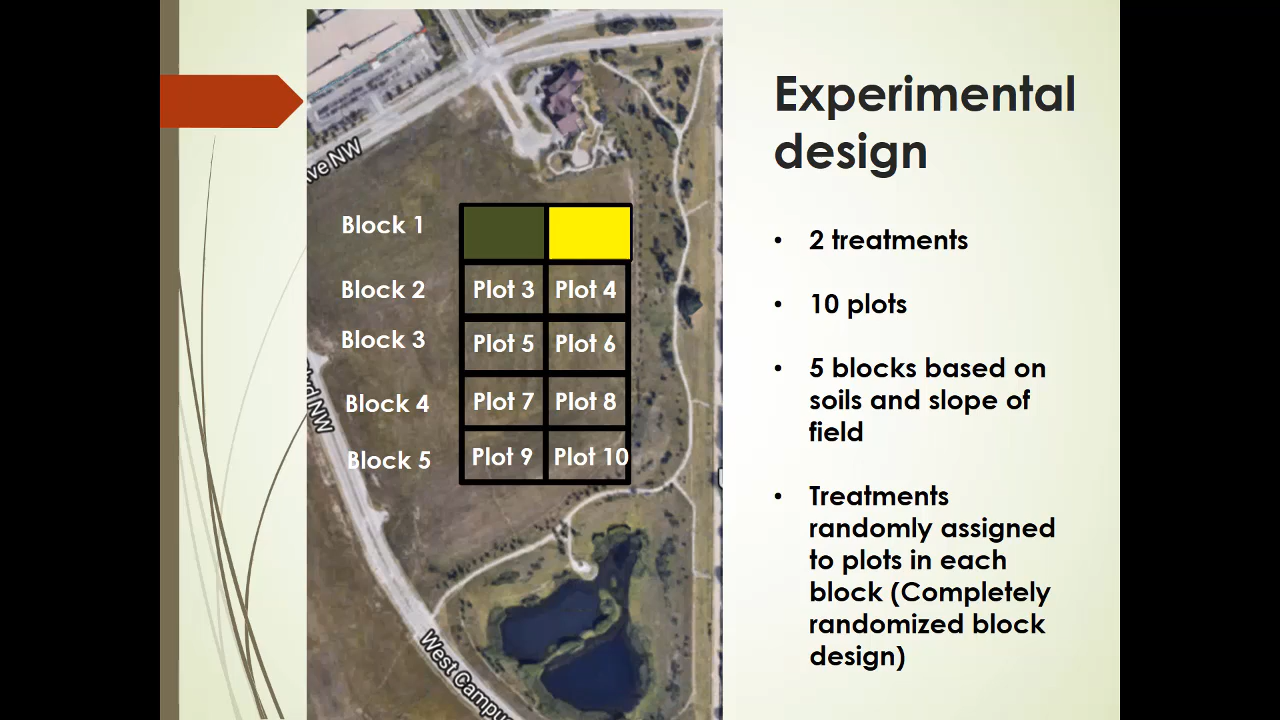 Experimental
design
Ave NW
Block 1
Block 2 Plot 3 Plot 4
Block 3 Plot 5 Plot 6
Block 4 Plot 7 Plot 8
Block 5 Plot 9 Plot 10
West Campu
• 2 treatments
• 10 plots
• 5 blocks based on
soils and slope of
field
• Treatments
randomly assigned
to plots in each
block (Completely
randomized block
design)